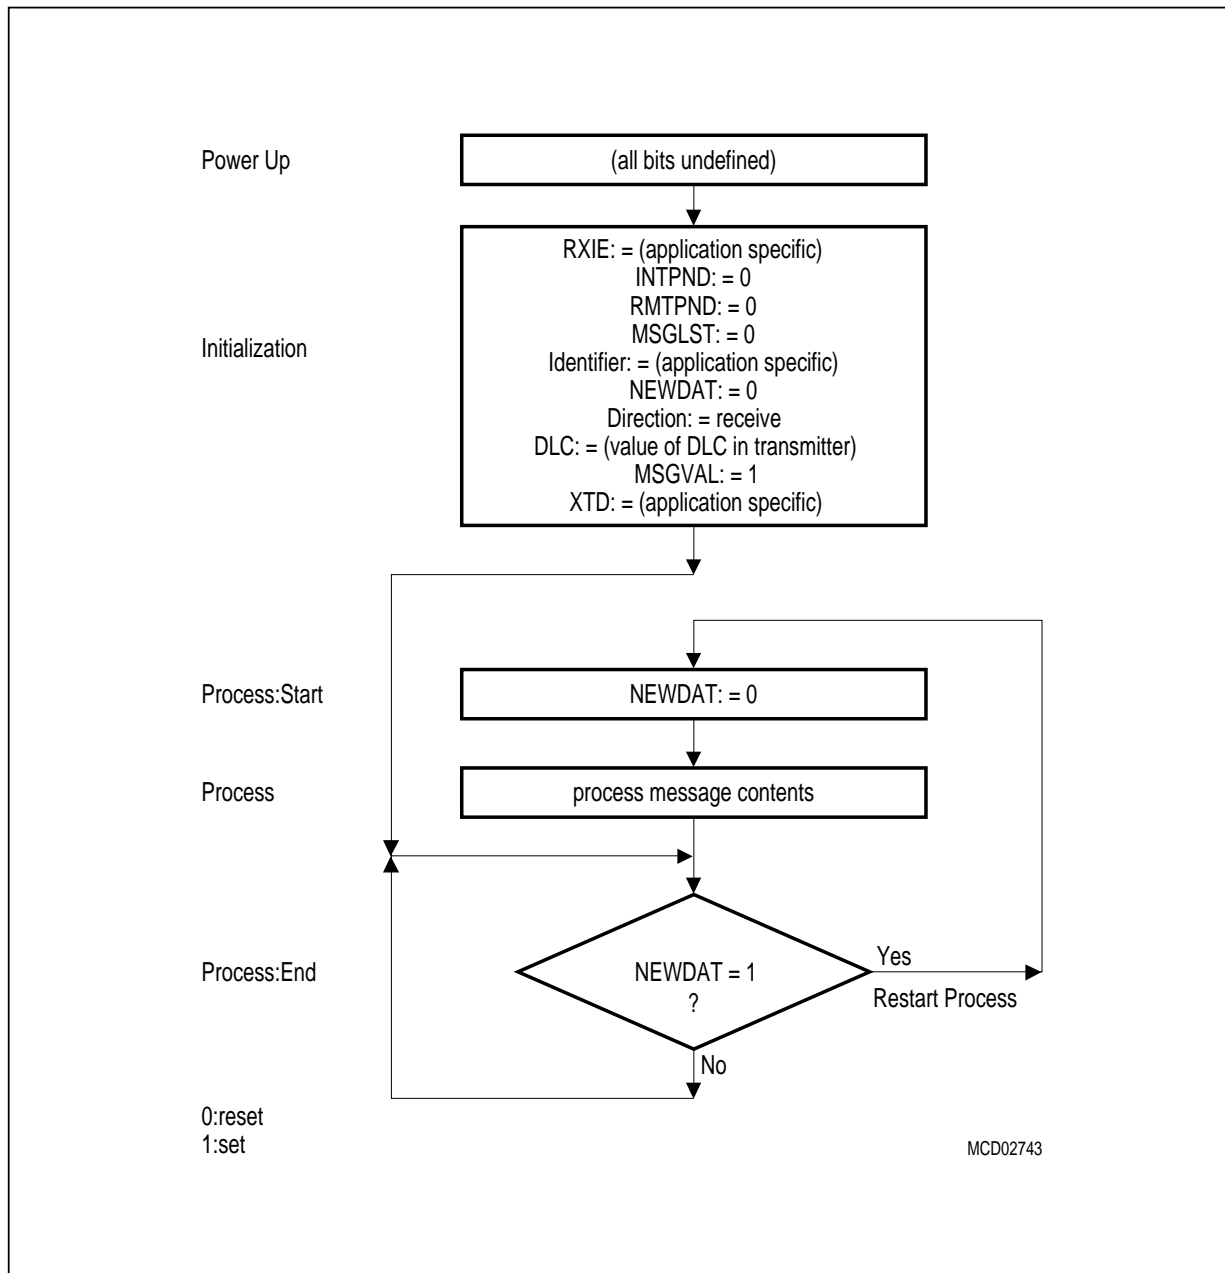 Power Up
(all bits undefined)
Initialization
RXIE: = (application specific)
INTPND: = 0
RMTPND: = 0
MSGLST: = 0
Identifier: = (application specific)
NEWDAT: = 0
Direction: = receive
DLC: = (value of DLC in transmitter)
MSGVAL: = 1
XTD: = (application specific)
Process:Start
NEWDAT: = 0
Process
process message contents
Process:End
NEWDAT = 1
?
Yes
Restart Process
No
0:reset
1:set
MCD02743